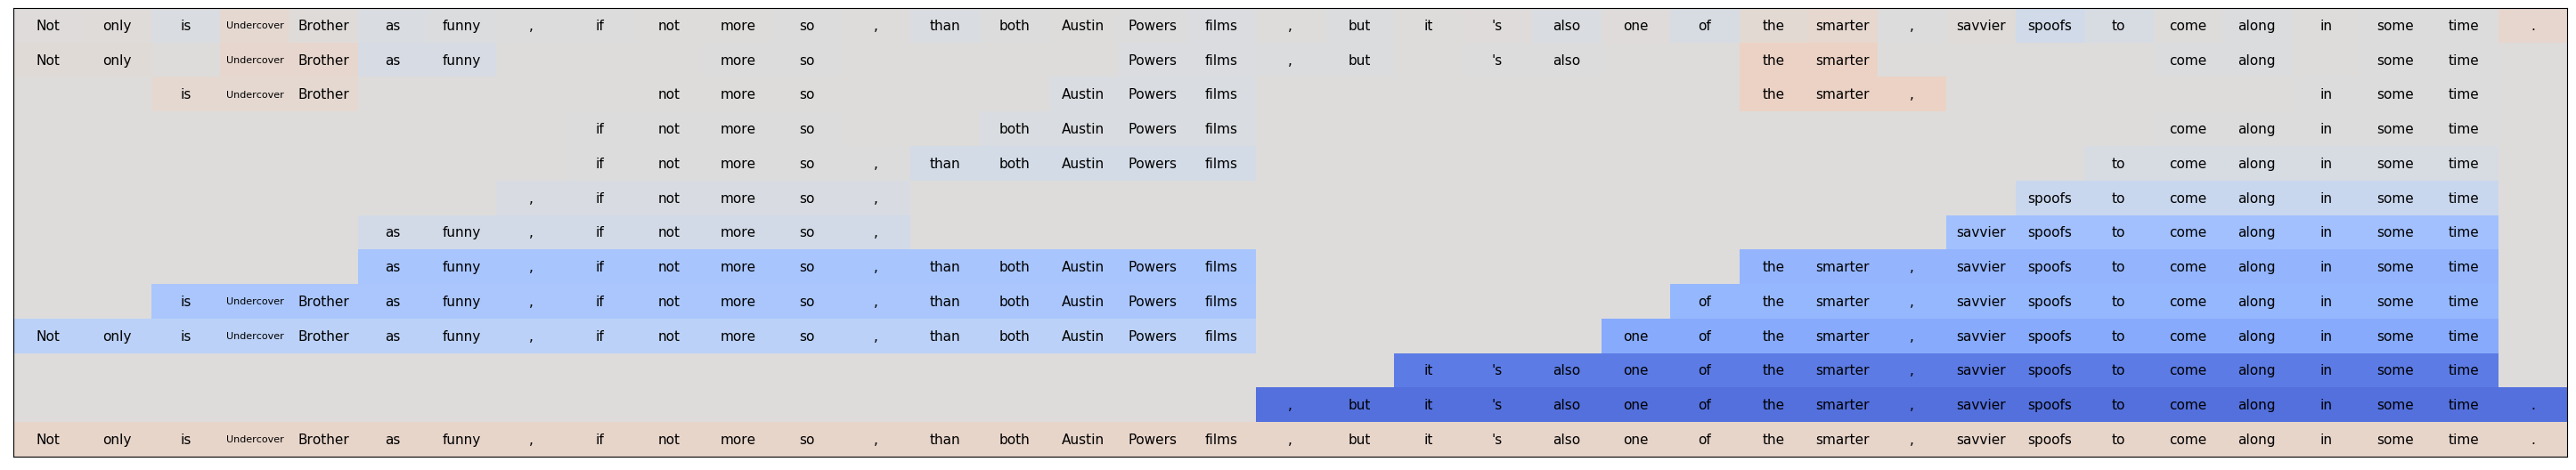 Not only is Undercover Brother as funny , if not more so , than both Austin Powers films , but it 's also one of the smarter , savvier spoofs to come along in some time .
Not only Undercover Brother as funny more so Powers films , but 's also the smarter come along some time
is Undercover Brother not more so Austin Powers films the smarter , in some time
if not more so both Austin Powers films come along in some time
if not more so , than both Austin Powers films to come along in some time
, if not more so , spoofs to come along in some time
as funny , if not more so , savvier spoofs to come along in some time
as funny , if not more so , than both Austin Powers films the smarter , savvier spoofs to come along in some time
is Undercover Brother as funny , if not more so , than both Austin Powers films of the smarter , savvier spoofs to come along in some time
Not only is Undercover Brother as funny , if not more so , than both Austin Powers films one of the smarter , savvier spoofs to come along in some time
it 's also one of the smarter , savvier spoofs to come along in some time
, but it 's also one of the smarter , savvier spoofs to come along in some time .
Not only is Undercover Brother as funny , if not more so , than both Austin Powers films , but it 's also one of the smarter , savvier spoofs to come along in some time .